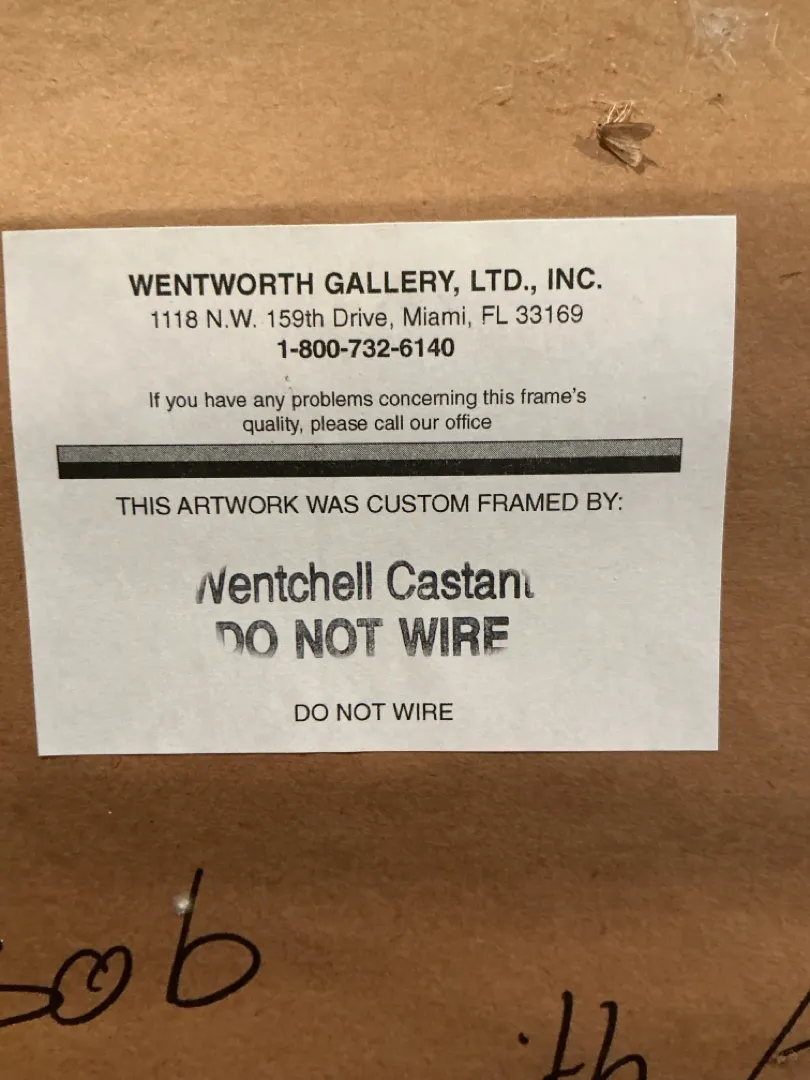 WENTWORTH GALLERY, LTD., INC.
1118 N.W. 159th Drive, Miami, FL 33169
1-800-732-6140
If you have any problems concerning this frame's
quality, please call our office
THIS ARTWORK WAS CUSTOM FRAMED BY:
Wentchell
DO NOT WIRE
DO NOT WIRE